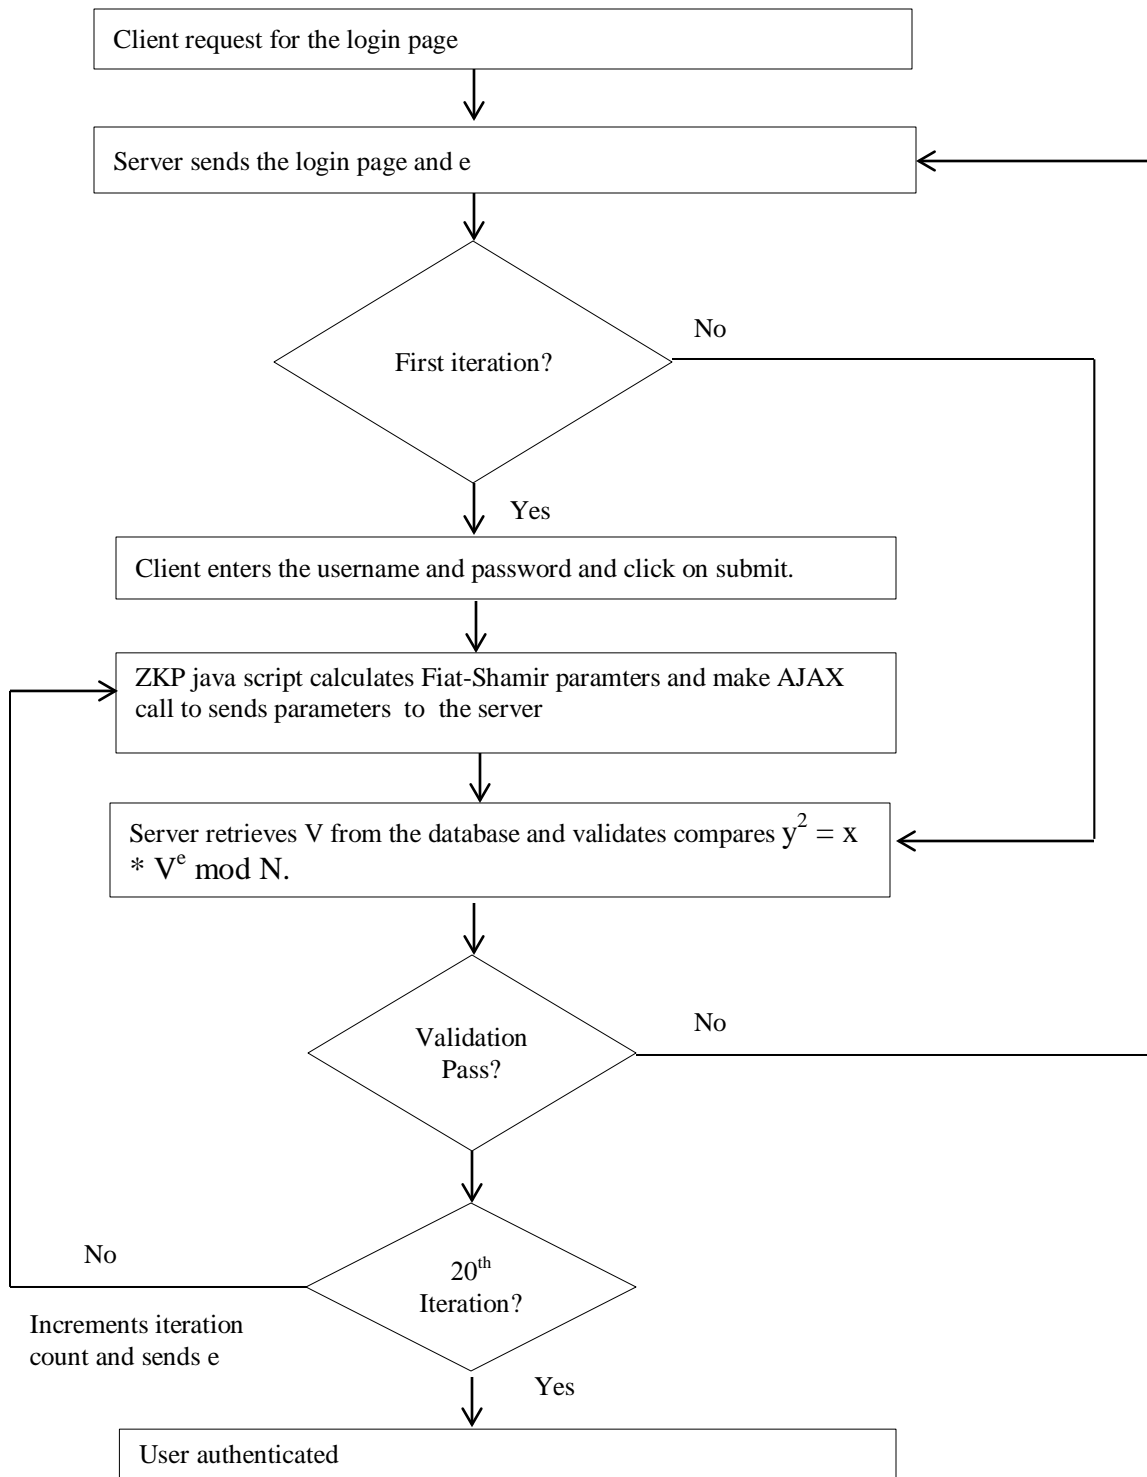 Client request for the login page
Server sends the login page and e
No
First iteration?
Yes
Client enters the username and password and click on submit.
ZKP java script calculates Fiat-Shamir paramters and make AJAX
call to sends parameters to the server
Server retrieves V from the database and validates compares y² = x
* Vᵉ mod N.
No
Validation
Pass?
No
20ᵗʰ
Iteration?
Increments iteration
count and sends e
Yes
User authenticated